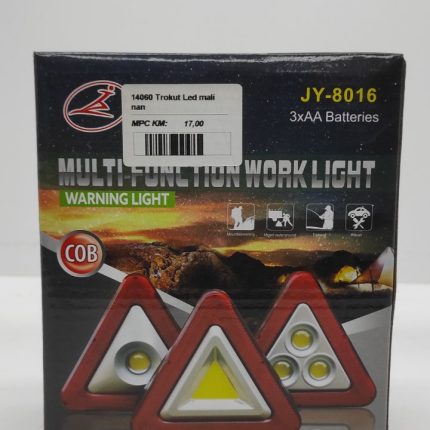 14060 Trokut Led mali
nan
MPC KM: 17,00
JY-8016
3xAA Batteries
MULTI-FUNCTION WORK LIGHT
WARNING LIGHT
COB